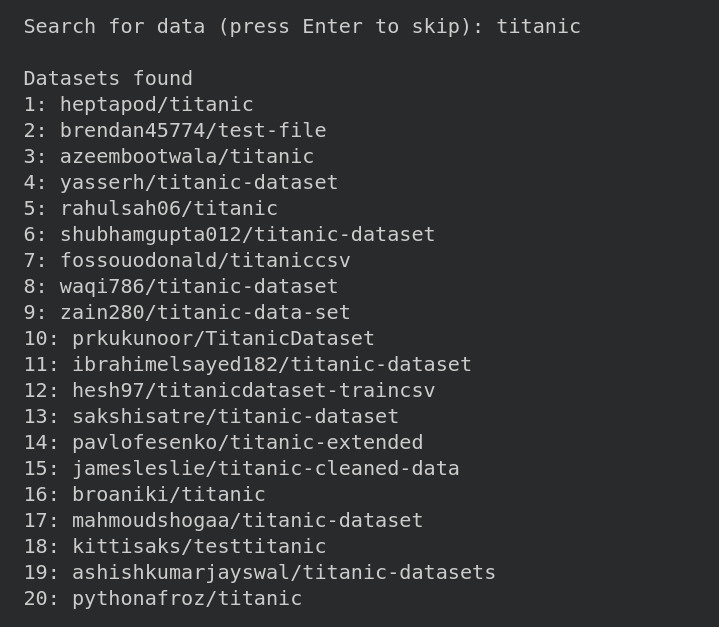 Search for data (press Enter to skip): titanic
Datasets found
1: heptapod/titanic
2: brendan45774/test-file
3: azeembootwala/titanic
4: yasserh/titanic-dataset
5: rahulsah06/titanic
6: shubhamgupta012/titanic-dataset
7: fossouodonald/titaniccsv
8: waqi786/titanic-dataset
9: zain280/titanic-data-set
10: prkukunoor/TitanicDataset
11: ibrahimelsayed182/titanic-dataset
12: hesh97/titanicdataset-traincsv
13: sakshisatre/titanic-dataset
14: pavlofesenko/titanic-extended
15: jamesleslie/titanic-cleaned-data
16: broaniki/titanic
17: mahmoudshogaa/titanic-dataset
18: kittisaks/testtitanic
19: ashishkumarjayswal/titanic-datasets
20: pythonafroz/titanic